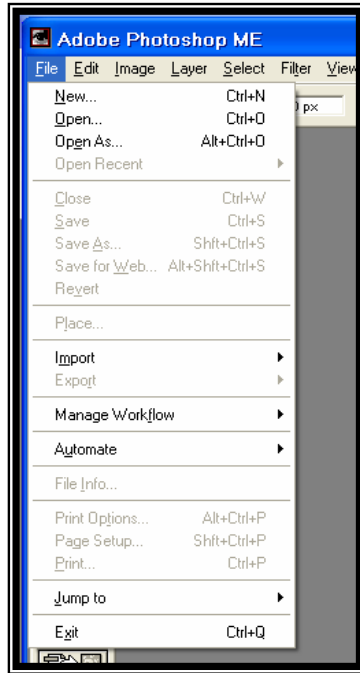 Adobe Photoshop ME
File Edit Image Layer Select Filter View
0 px
New... Ctrl+N
Open... Ctrl+O
Open As... Alt+Ctrl+O
Open Recent
Close Ctrl+W
Save Ctrl+S
Save As... Shft+Ctrl+S
Save for Web... Alt+Shft+Ctrl+S
Revert
Place...
Import
Export
Manage Workflow
Automate
File Info...
Print Options... Alt+Ctrl+P
Page Setup... Shft+Ctrl+P
Print... Ctrl+P
Jump to
Exit Ctrl+Q